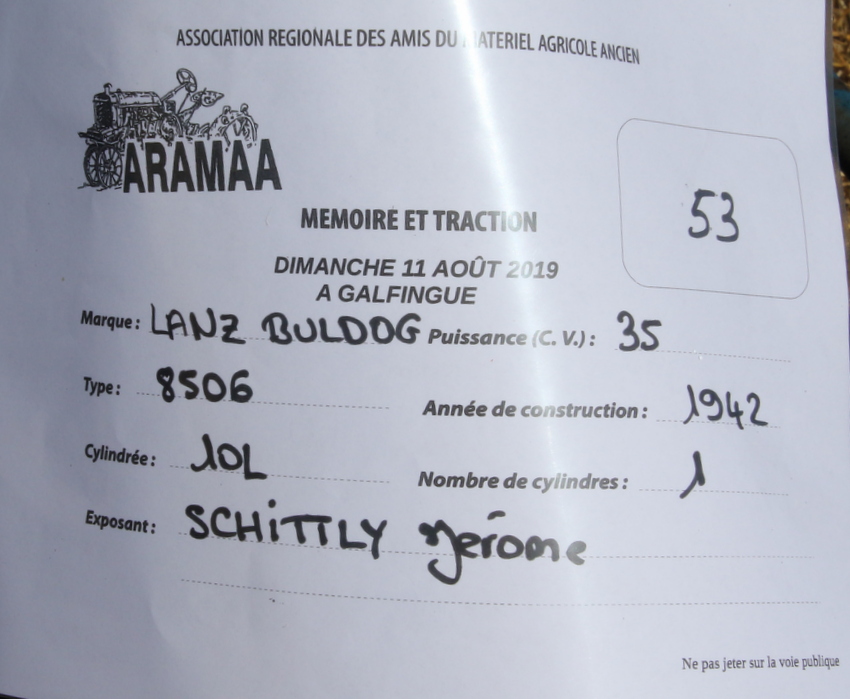 ASSOCIATION REGIONALE DES AMIS DU MATERIEL AGRICOLE ANCIEN
ARAMAA
53
MEMOIRE ET TRACTION
DIMANCHE 11 AOÛT 2019
A GALFINGUE
Marque : LANZ BULDOG Puissance (C. V.) : 35
Type : 8506 Année de construction : 1942
Cylindrée : 10L Nombre de cylindres : 1
Exposant : SCHiTTLY Jerome
Ne pas jeter sur la voie publique